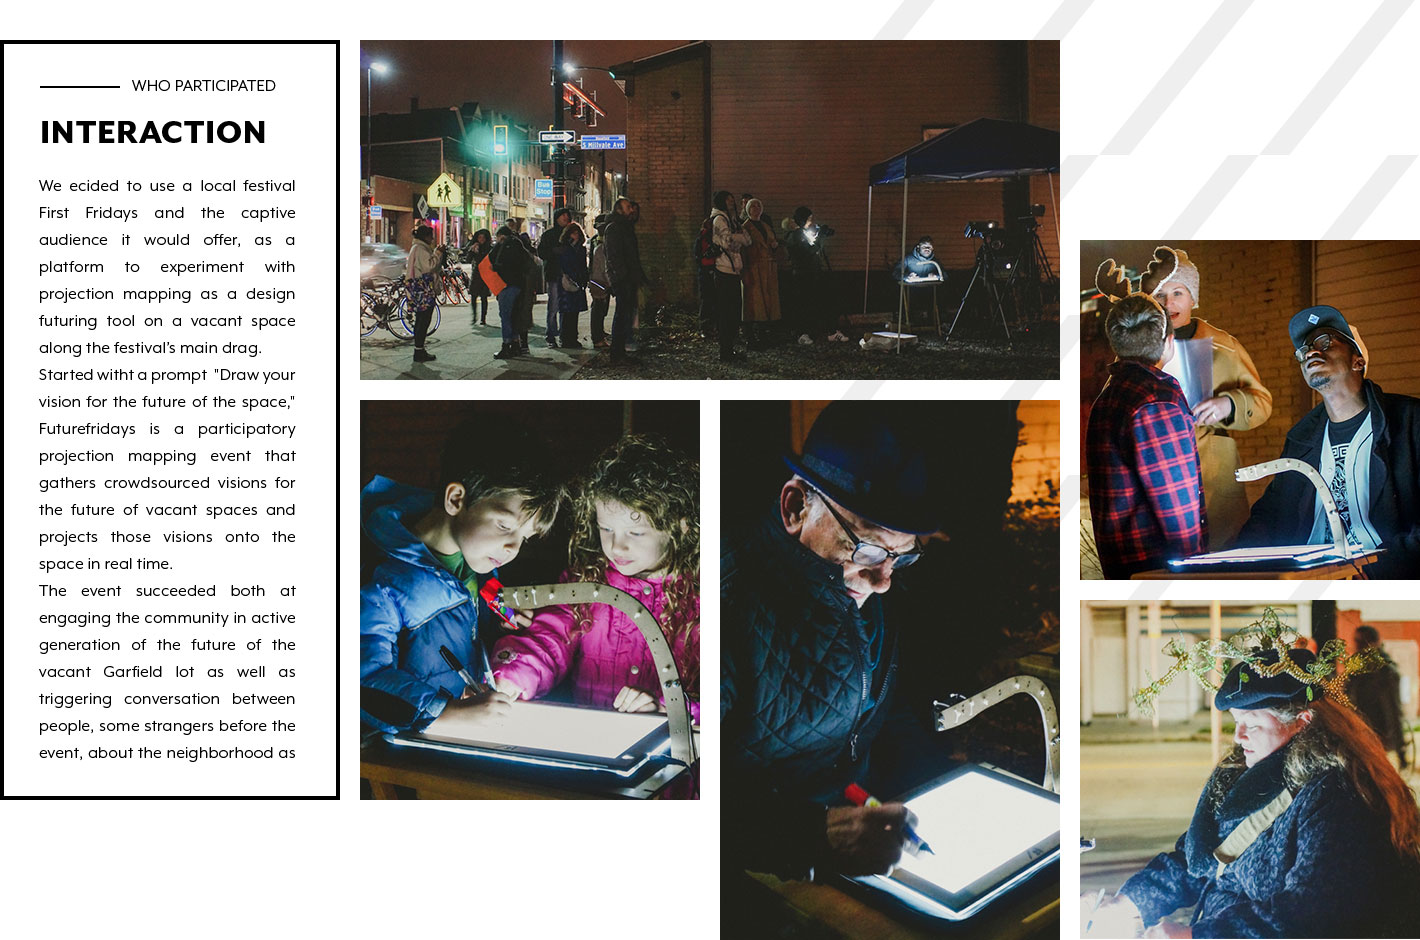 WHO PARTICIPATED
INTERACTION
We ecided to use a local festival
First Fridays and the captive
audience it would offer, as a
platform to experiment with
projection mapping as a design
futuring tool on a vacant space
along the festival’s main drag.
Started witht a prompt "Draw your
vision for the future of the space,"
Futurefridays is a participatory
projection mapping event that
gathers crowdsourced visions for
the future of vacant spaces and
projects those visions onto the
space in real time.
The event succeeded both at
engaging the community in active
generation of the future of the
vacant Garfield lot as well as
triggering conversation between
people, some strangers before the
event, about the neighborhood as
ONE WAY
S Millvale Ave
Bus
Stop